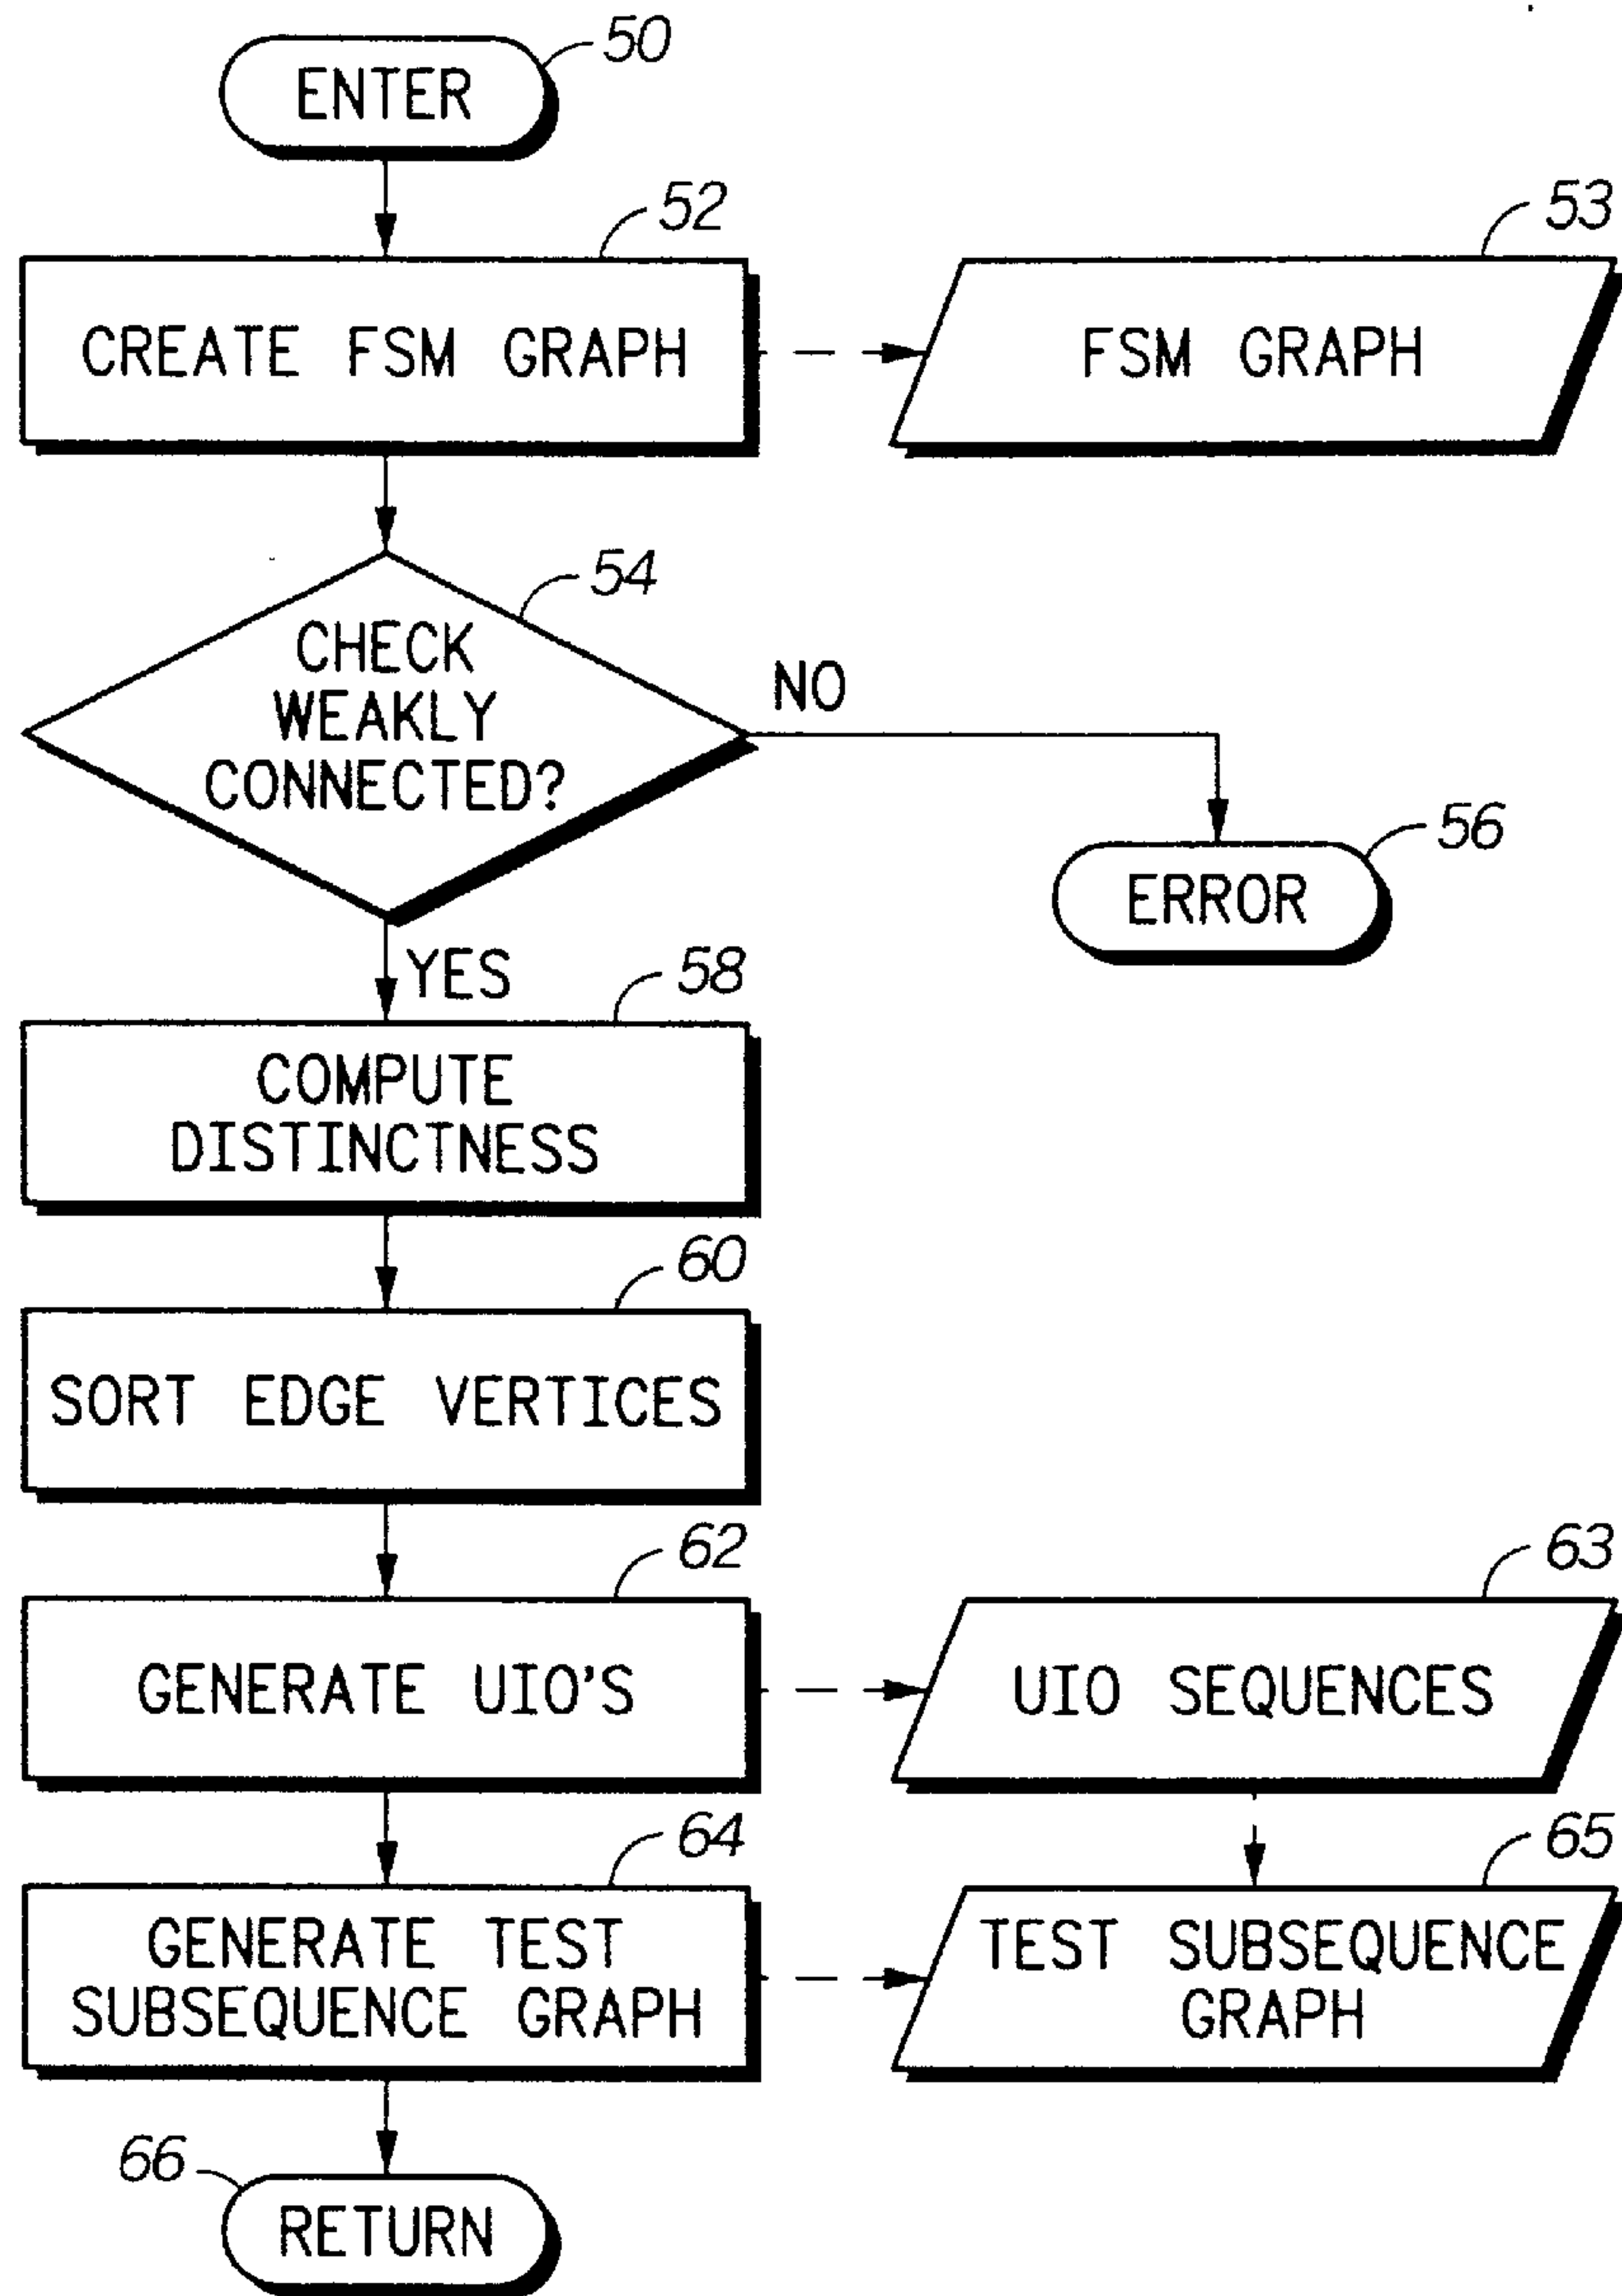 50
ENTER
52
53
CREATE FSM GRAPH
FSM GRAPH
54
CHECK
WEAKLY
CONNECTED?
NO
56
ERROR
YES
58
COMPUTE
DISTINCTNESS
60
SORT EDGE VERTICES
62
63
GENERATE UIO'S
UIO SEQUENCES
64
65
GENERATE TEST
SUBSEQUENCE GRAPH
TEST SUBSEQUENCE
GRAPH
66
RETURN